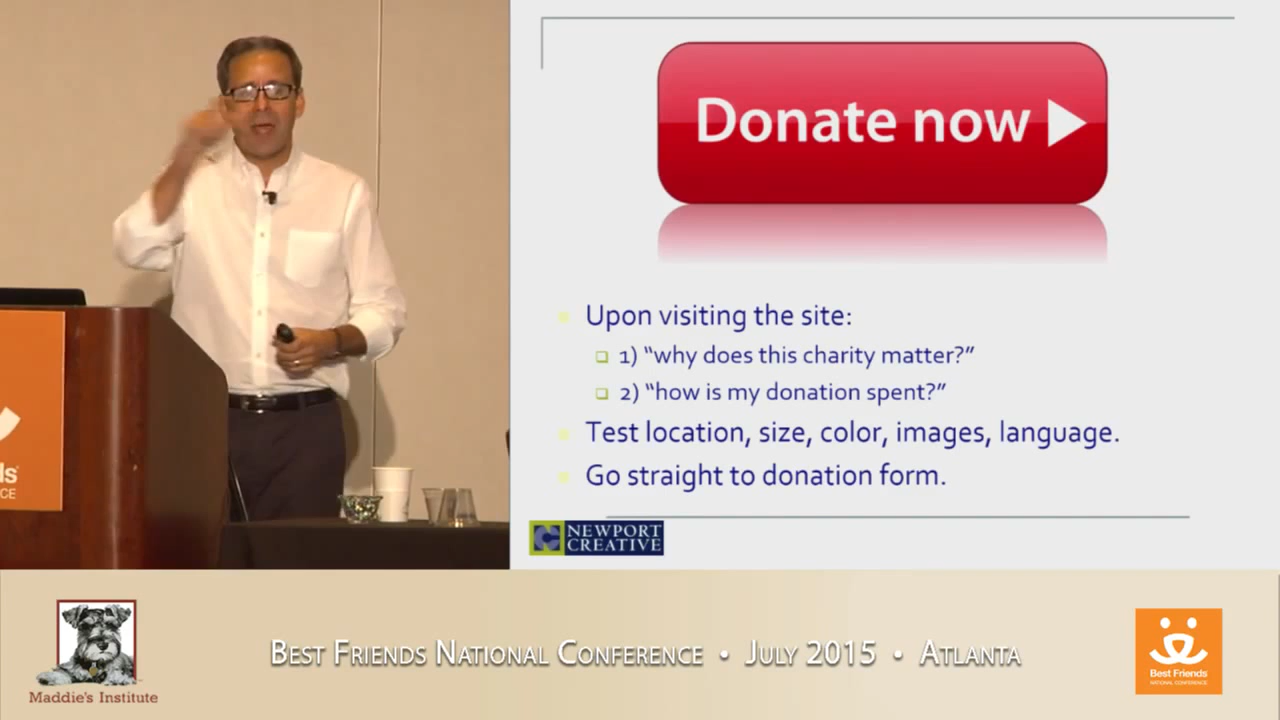 Donate now
Upon visiting the site:
1) “why does this charity matter?”
2) “how is my donation spent?”
Test location, size, color, images, language.
Go straight to donation form.
NEWPORT
CREATIVE
Maddie's Institute
BEST FRIENDS NATIONAL CONFERENCE • JULY 2015 • ATLANTA
Best Friends
NATIONAL CONFERENCE